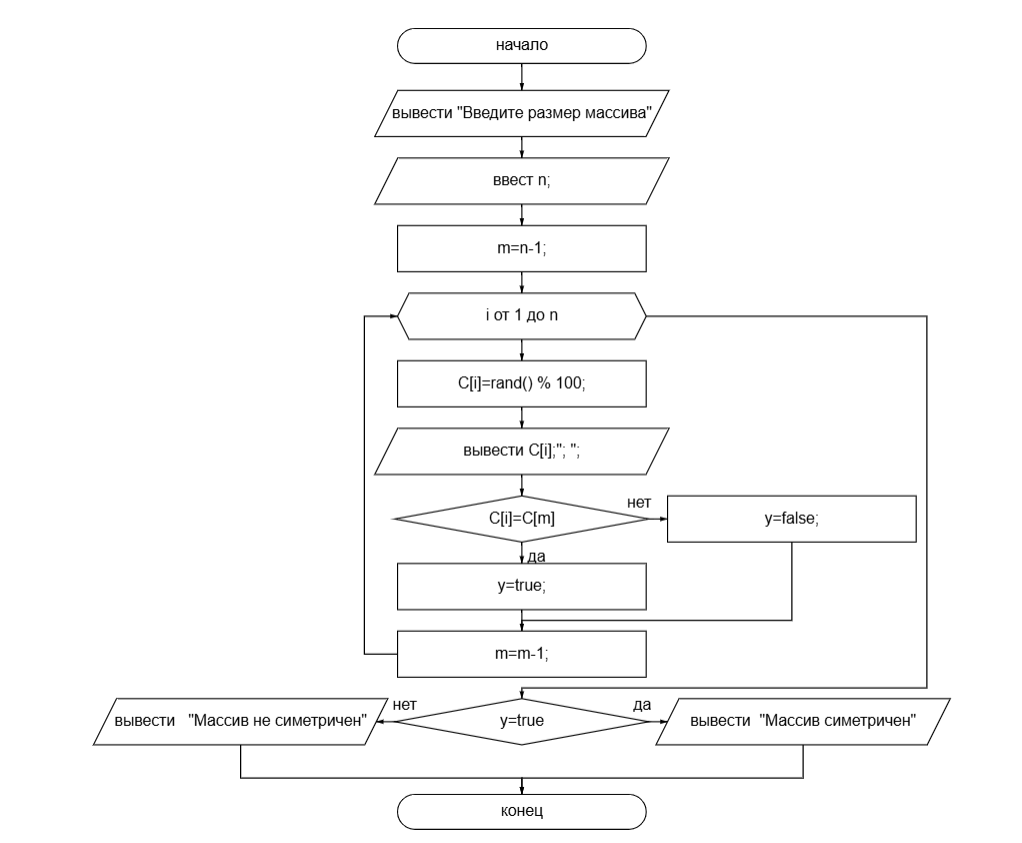 начало
вывести "Введите размер массива"
ввест n;
m=n-1;
i от 1 до n
C[i]=rand() % 100;
вывести C[i];"; ";
C[i]=C[m]
нет
y=false;
да
y=true;
m=m-1;
вывести "Массив не симетричен"
нет
y=true
да
вывести "Массив симетричен"
конец